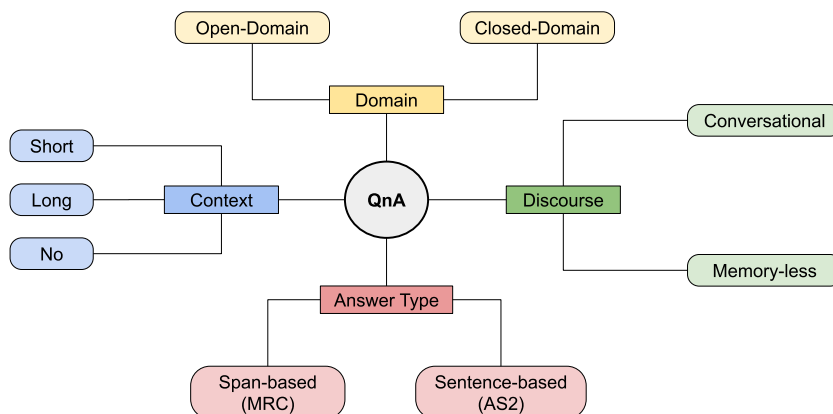 Open-Domain
Closed-Domain
Domain
Conversational
Short
Long
No
Context
QnA
Discourse
Memory-less
Answer Type
Span-based
(MRC)
Sentence-based
(AS2)